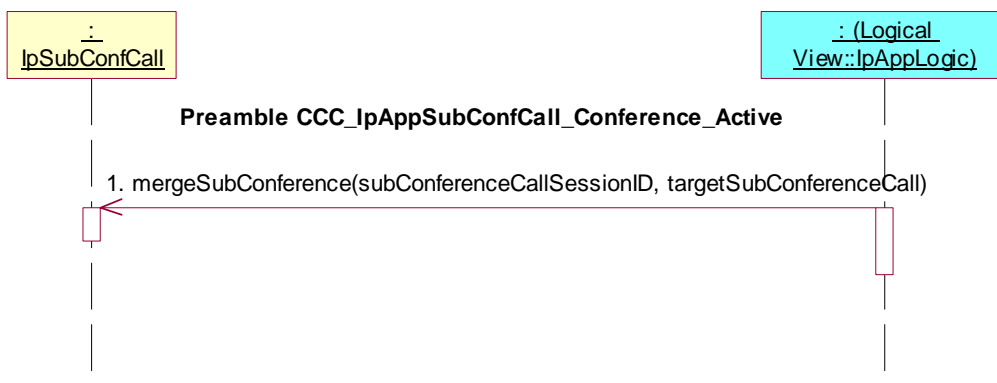 :
IpSubConfCall
: (Logical
View::IpAppLogic)
Preamble CCC_IpAppSubConfCall_Conference_Active
1. mergeSubConference(subConferenceCallSessionID, targetSubConferenceCall)